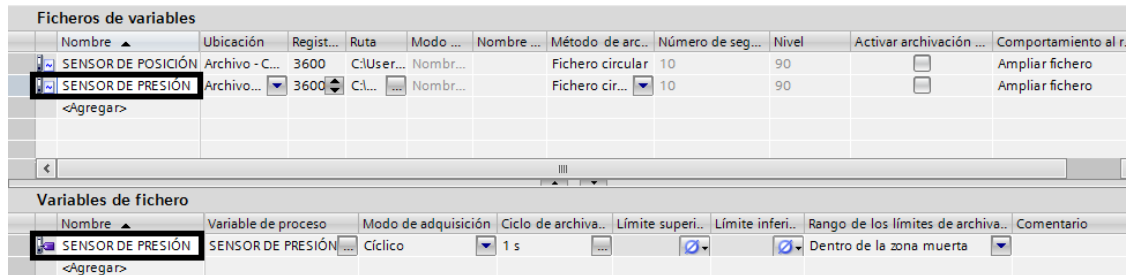 Ficheros de variables
Nombre Ubicación Regist... Ruta Modo ... Nombre ... Método de arc... Número de seg... Nivel Activar archivación ... Comportamiento al r.
SENSOR DE POSICIÓN Archivo - C... 3600 C:\User... Nombr... Fichero circular 10 90 Ampliar fichero
SENSOR DE PRESIÓN Archivo... 3600 C:\... ... Nombr... Fichero cir... 10 90 Ampliar fichero
<Agregar>
Variables de fichero
Nombre Variable de proceso Modo de adquisición Ciclo de archiva.. Límite superi.. Límite inferi.. Rango de los límites de archiva.. Comentario
SENSOR DE PRESIÓN SENSOR DE PRESIÓN ... Cíclico 1 s ... Dentro de la zona muerta
<Agregar>